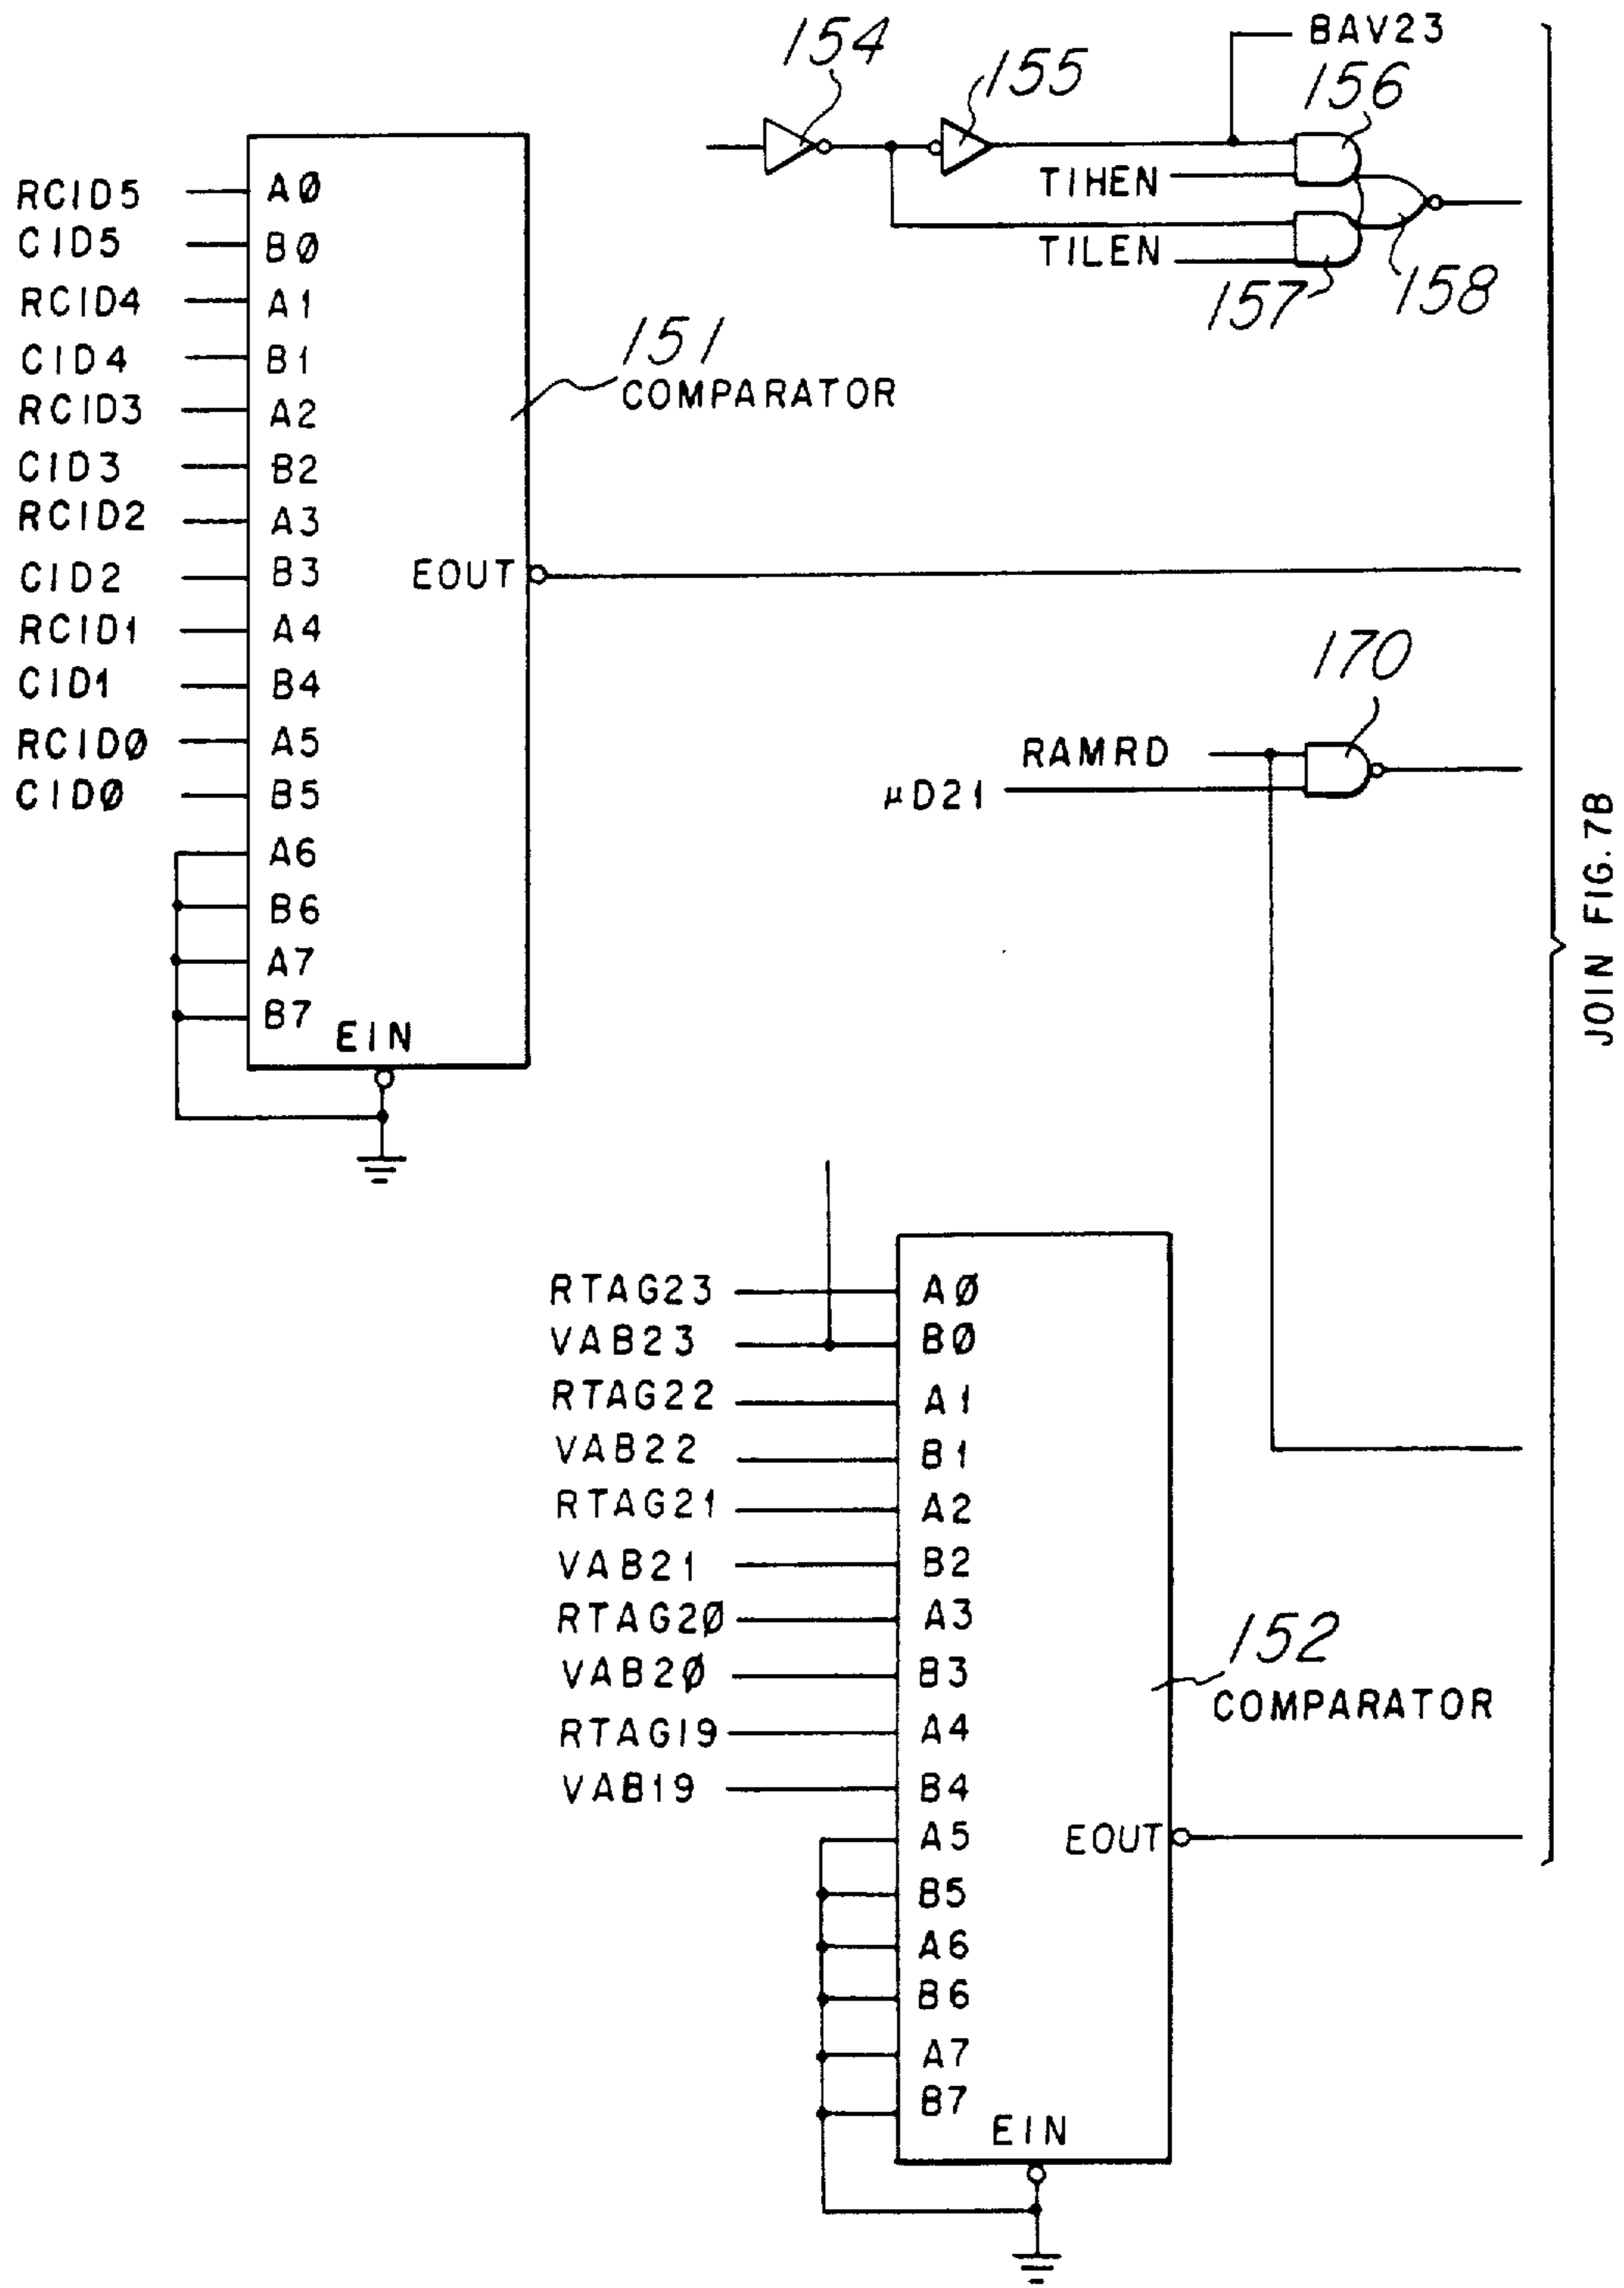 154
155
BAV23
156
TIHEN
TILEN
157
158
RCID5 A0
CID5 B0
RCID4 A1
CID4 B1
RCID3 A2
CID3 B2
RCID2 A3
CID2 B3
RCID1 A4
CID1 B4
RCIDØ A5
CIDØ B5
A6
B6
A7
B7
EIN
EOUT
151
COMPARATOR
170
RAMRD
µD21
JOIN FIG. 7B
RTAG23 AØ
VAB23 BØ
RTAG22 A1
VAB22 B1
RTAG21 A2
VAB21 B2
RTAG2Ø A3
VAB2Ø B3
RTAG19 A4
VAB19 B4
A5
B5
A6
B6
A7
B7
EIN
EOUT
152
COMPARATOR